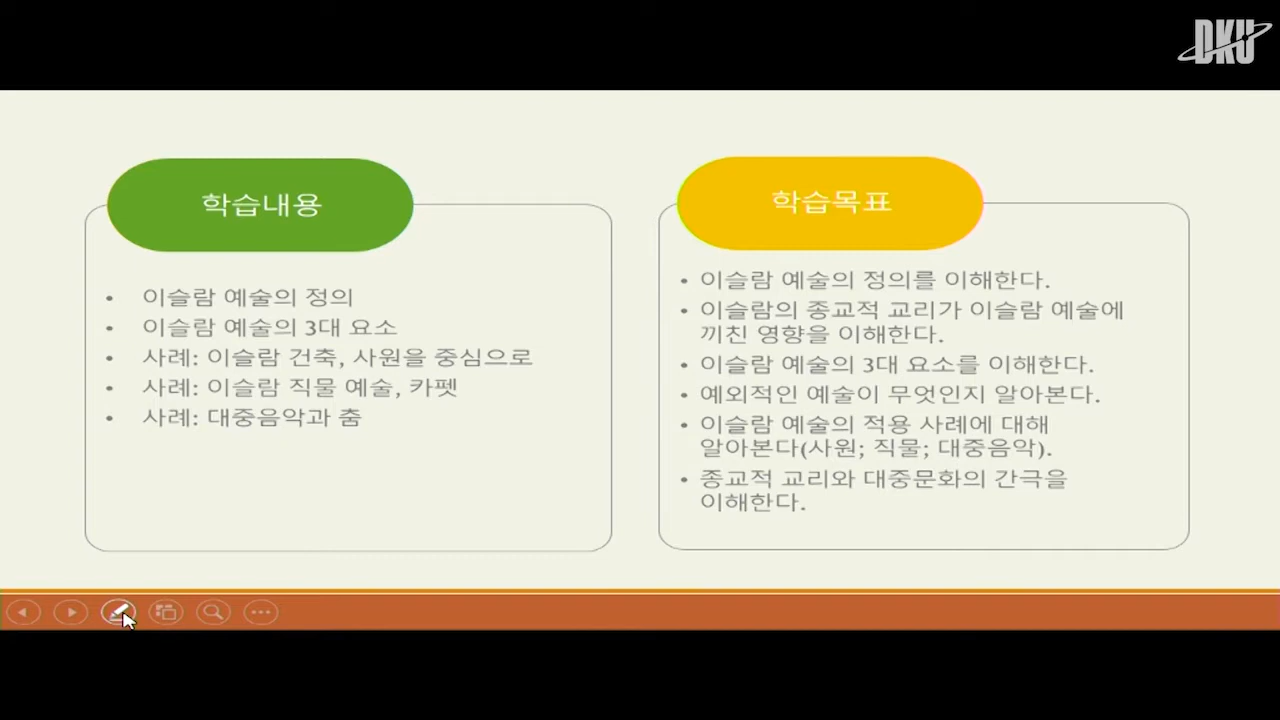 DKU
학습내용
• 이슬람 예술의 정의
• 이슬람 예술의 3대 요소
• 사례: 이슬람 건축, 사원을 중심으로
• 사례: 이슬람 직물 예술, 카펫
• 사례: 대중음악과 춤
학습목표
• 이슬람 예술의 정의를 이해한다.
• 이슬람의 종교적 교리가 이슬람 예술에
끼친 영향을 이해한다.
• 이슬람 예술의 3대 요소를 이해한다.
• 예외적인 예술이 무엇인지 알아본다.
• 이슬람 예술의 적용 사례에 대해
알아본다(사원; 직물; 대중음악).
• 종교적 교리와 대중문화의 간극을
이해한다.